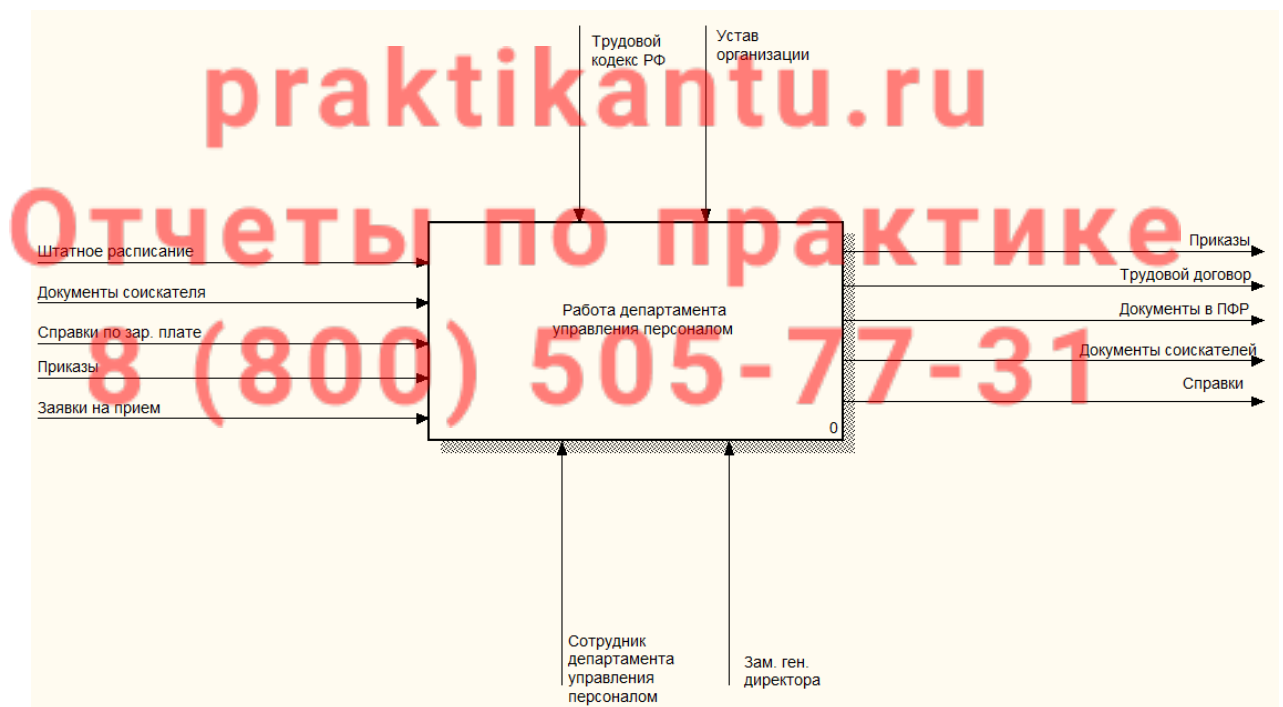 Трудовой
кодекс РФ
Устав
организации
praktikantu.ru
Отчеты по практике
8 (800) 505-77-31
Штатное расписание
Документы соискателя
Справки по зар. плате
Приказы
Заявки на прием
Работа департамента
управления персоналом
0
Приказы
Трудовой договор
Документы в ПФР
Документы соискателей
Справки
Сотрудник
департамента
управления
персоналом
Зам. ген.
директора